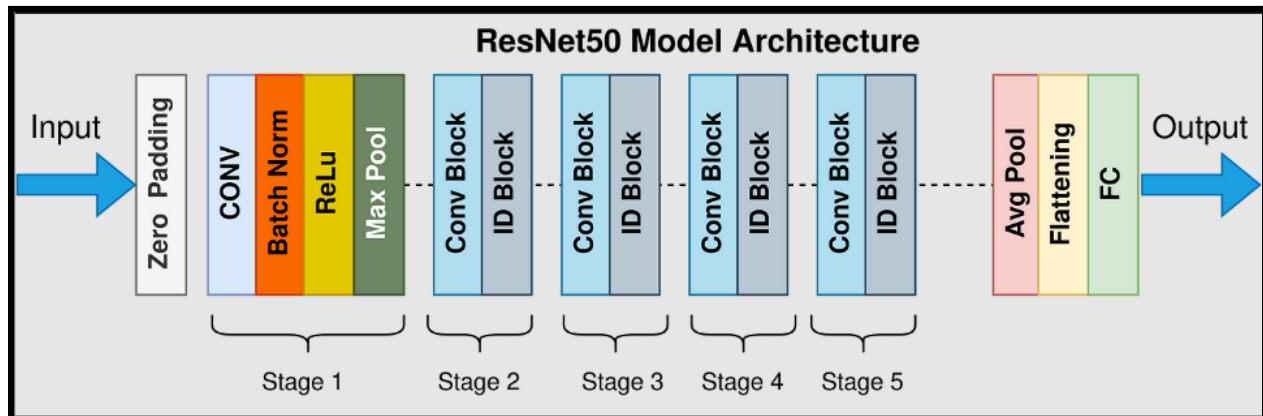 ResNet50 Model Architecture
Input
Zero Padding
CONV
Batch Norm
ReLu
Max Pool
Conv Block
ID Block
Conv Block
ID Block
Conv Block
ID Block
Conv Block
ID Block
Avg Pool
Flattening
FC
Output
Stage 1
Stage 2
Stage 3
Stage 4
Stage 5